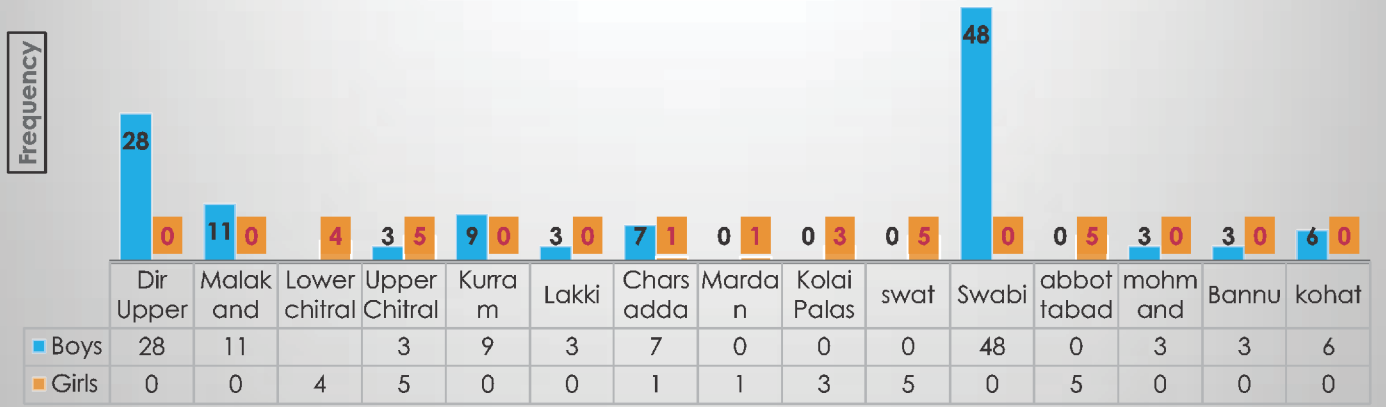 Frequency
48
28
0 11 0 4 3 5 9 0 3 0 7 1 0 1 0 3 0 5 0 0 5 3 0 3 0 6 0
Dir Malak Lower Upper Kurra Lakki Chars Marda Kolai swat Swabi abbot mohm Bannu kohat
Upper and chitral Chitral m adda n Palas tabad and
Boys 28 11 3 9 3 7 0 0 0 48 0 3 3 6
Girls 0 0 4 5 0 0 1 1 3 5 0 5 0 0 0